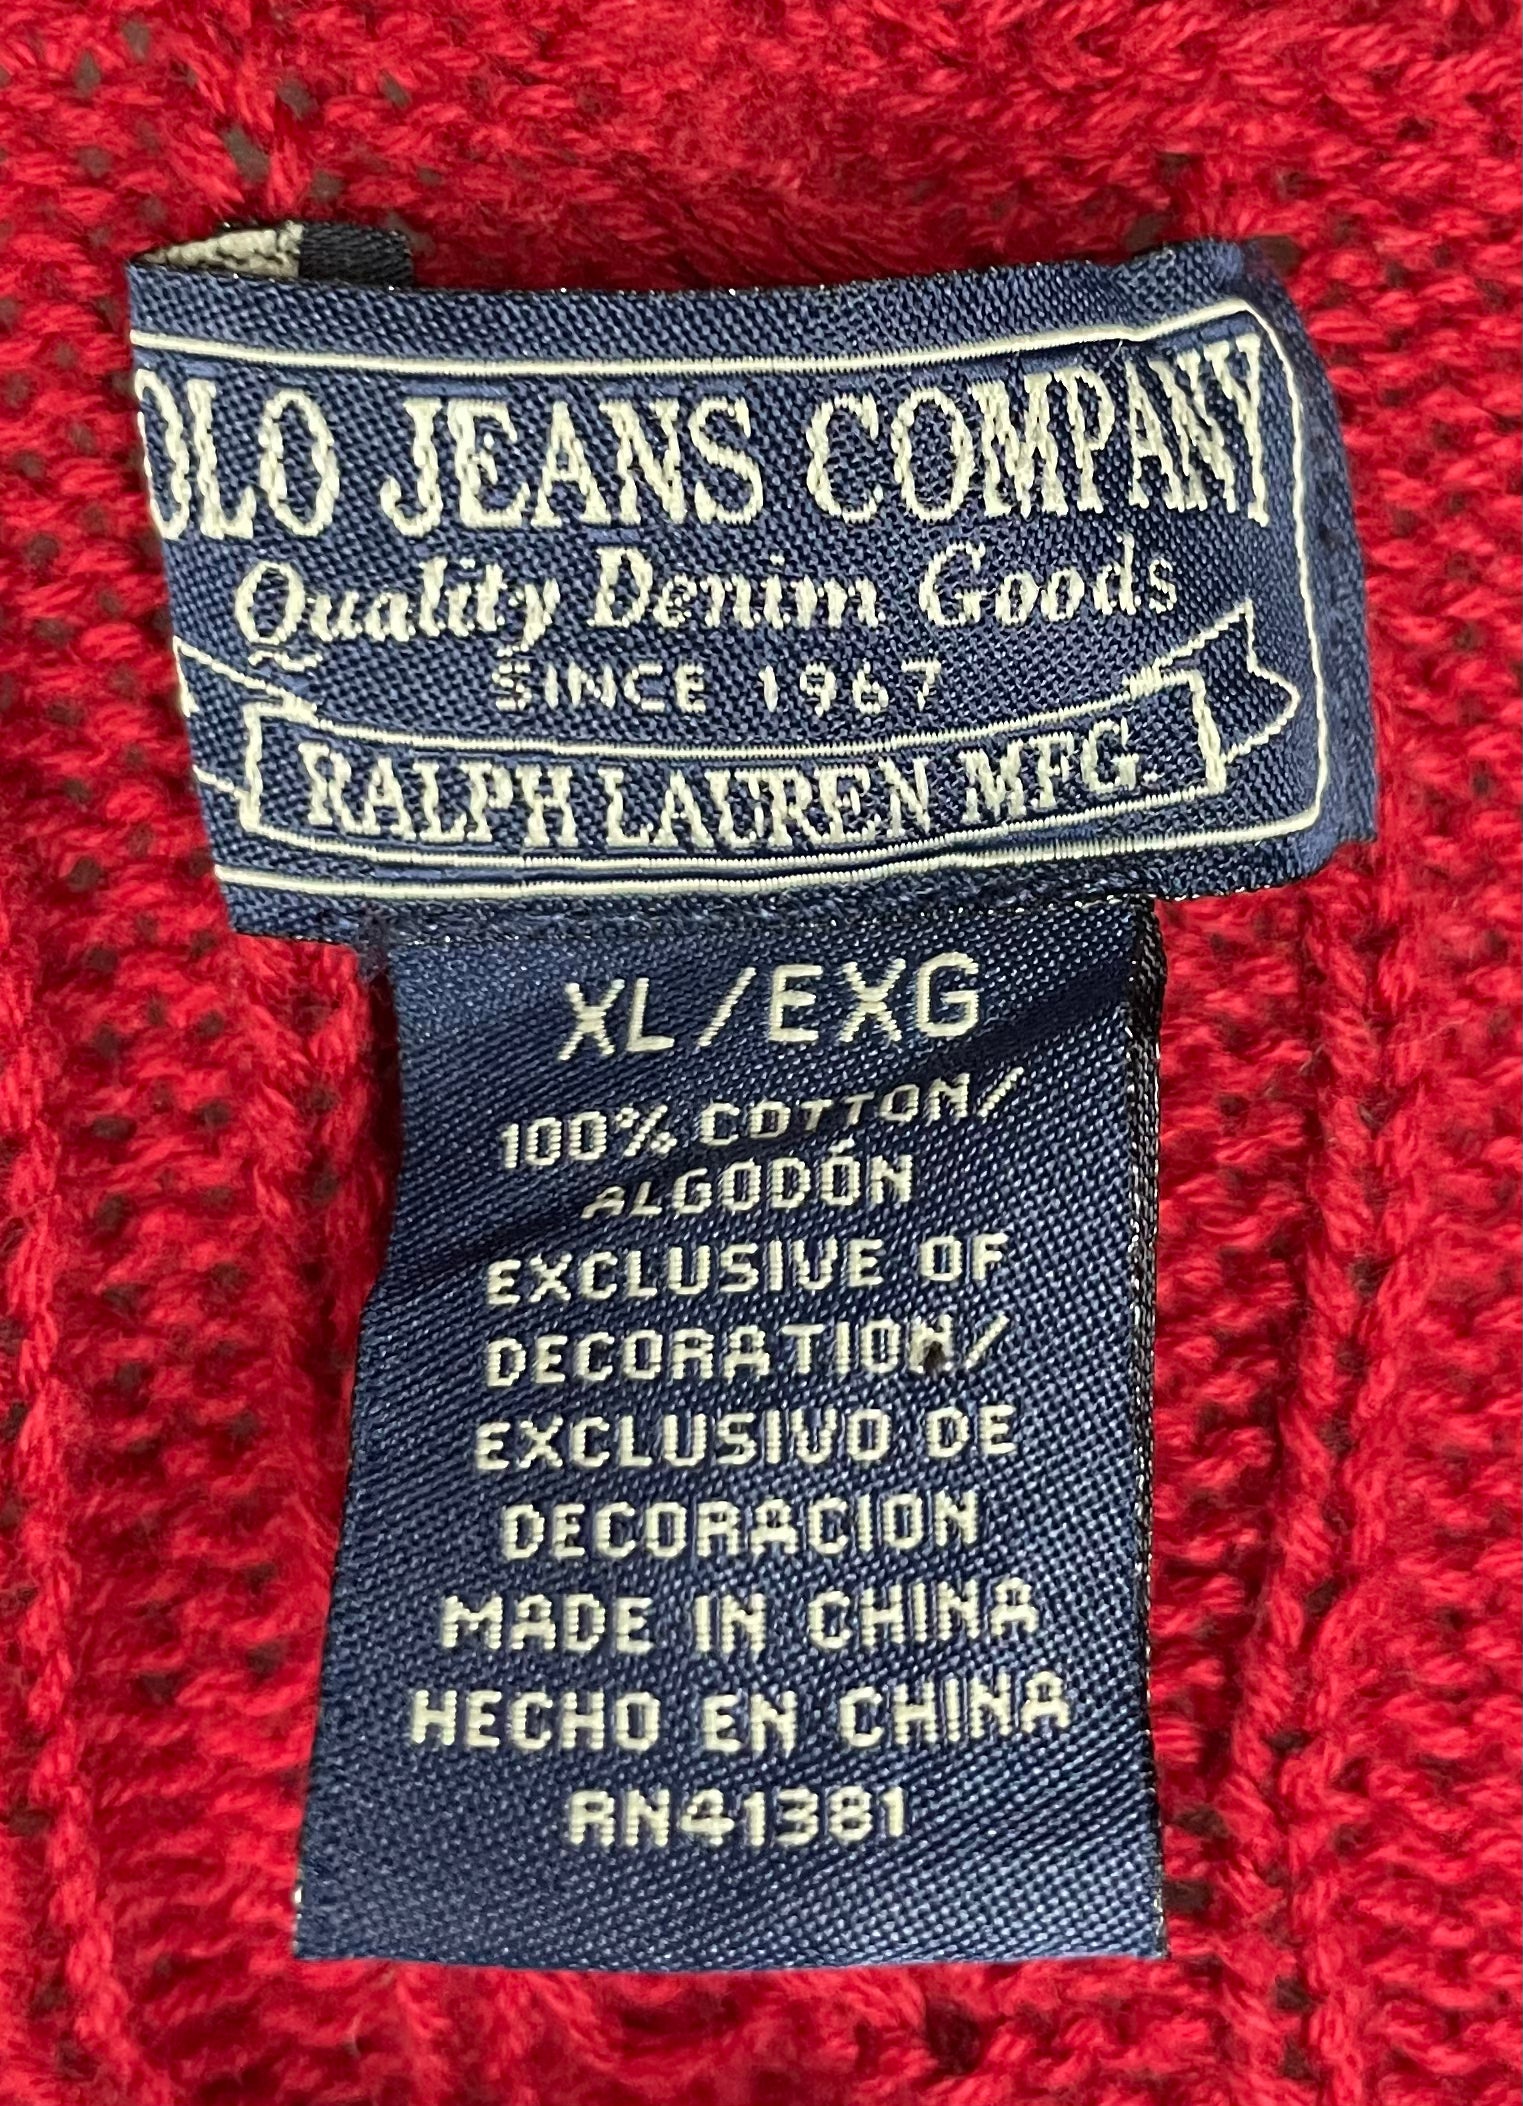 OLO JEANS COMPANY
Quality Denim Goods
SINCE 1967
RALPH LAUREN MFG.
XL/EXG
100% COTTON/
ALGODÓN
EXCLUSIVE OF
DECORATION/
EXCLUSIVO DE
DECORACION
MADE IN CHINA
HECHO EN CHINA
RN41381